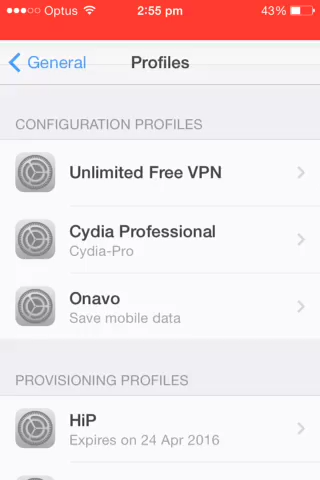 Optus 2:55 pm 43%
General Profiles
CONFIGURATION PROFILES
Unlimited Free VPN
Cydia Professional
Cydia-Pro
Onavo
Save mobile data
PROVISIONING PROFILES
HiP
Expires on 24 Apr 2016